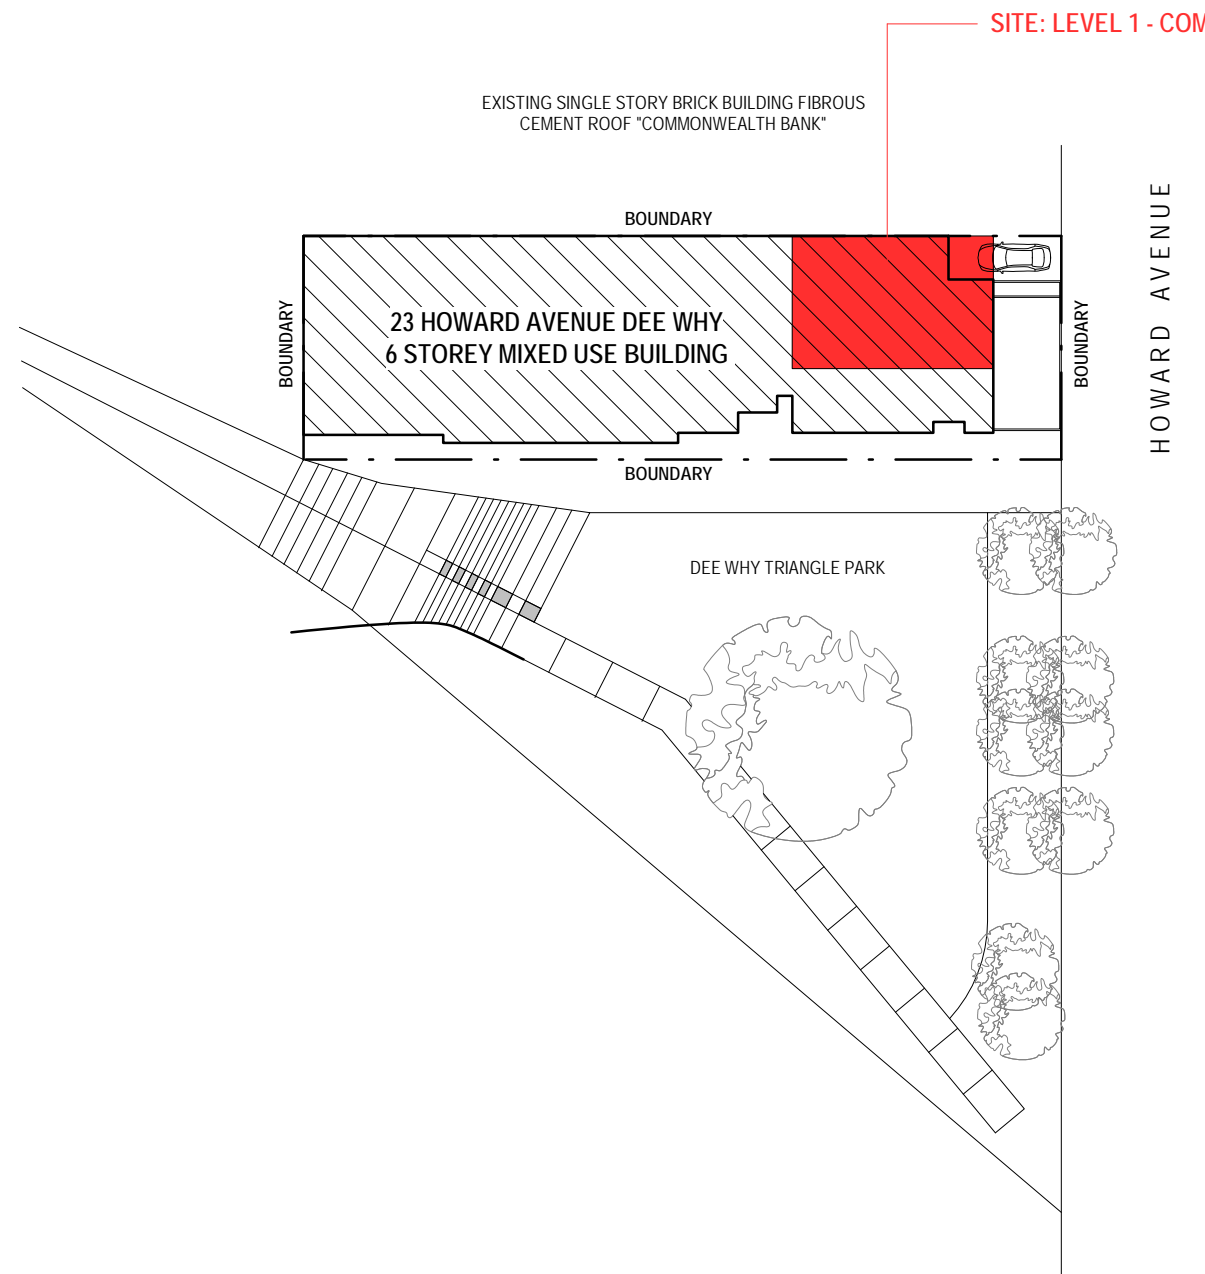 SITE: LEVEL 1 - COM
EXISTING SINGLE STORY BRICK BUILDING FIBROUS
CEMENT ROOF "COMMONWEALTH BANK"
BOUNDARY
HOWARD AVENUE
BOUNDARY
23 HOWARD AVENUE DEE WHY
6 STOREY MIXED USE BUILDING
BOUNDARY
BOUNDARY
DEE WHY TRIANGLE PARK